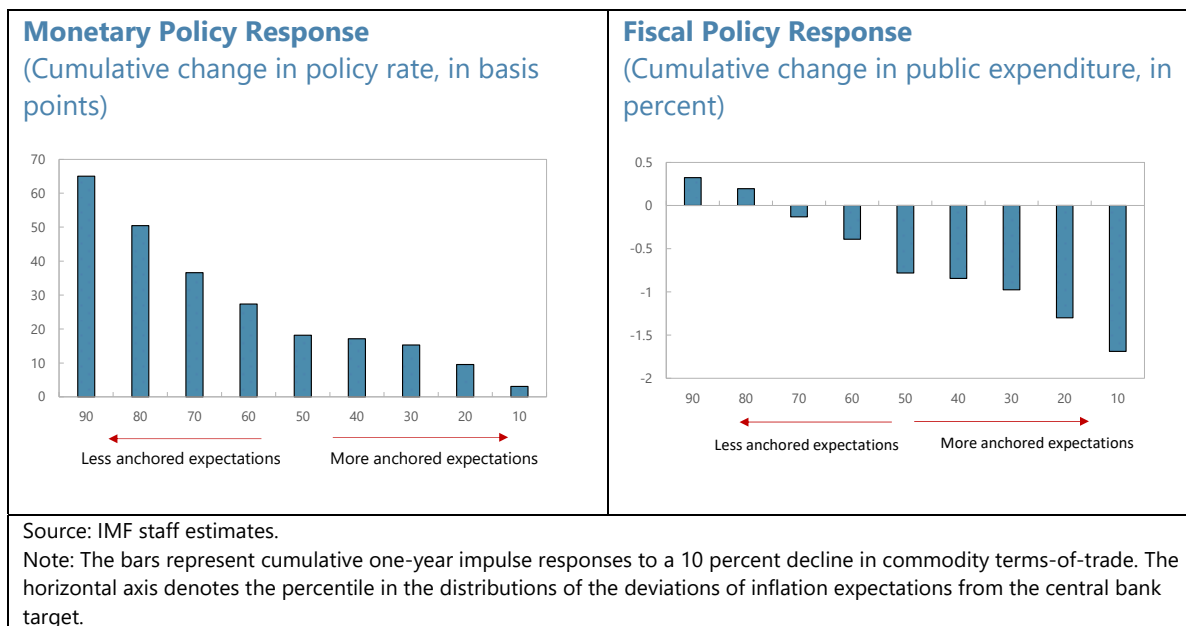 Monetary Policy Response
(Cumulative change in policy rate, in basis
points)
70
60
50
40
30
20
10
0
90 80 70 60 50 40 30 20 10
Less anchored expectations More anchored expectations
Fiscal Policy Response
(Cumulative change in public expenditure, in
percent)
0.5
0
-0.5
-1
-1.5
-2
90 80 70 60 50 40 30 20 10
Less anchored expectations More anchored expectations
Source: IMF staff estimates.
Note: The bars represent cumulative one-year impulse responses to a 10 percent decline in commodity terms-of-trade. The
horizontal axis denotes the percentile in the distributions of the deviations of inflation expectations from the central bank
target.